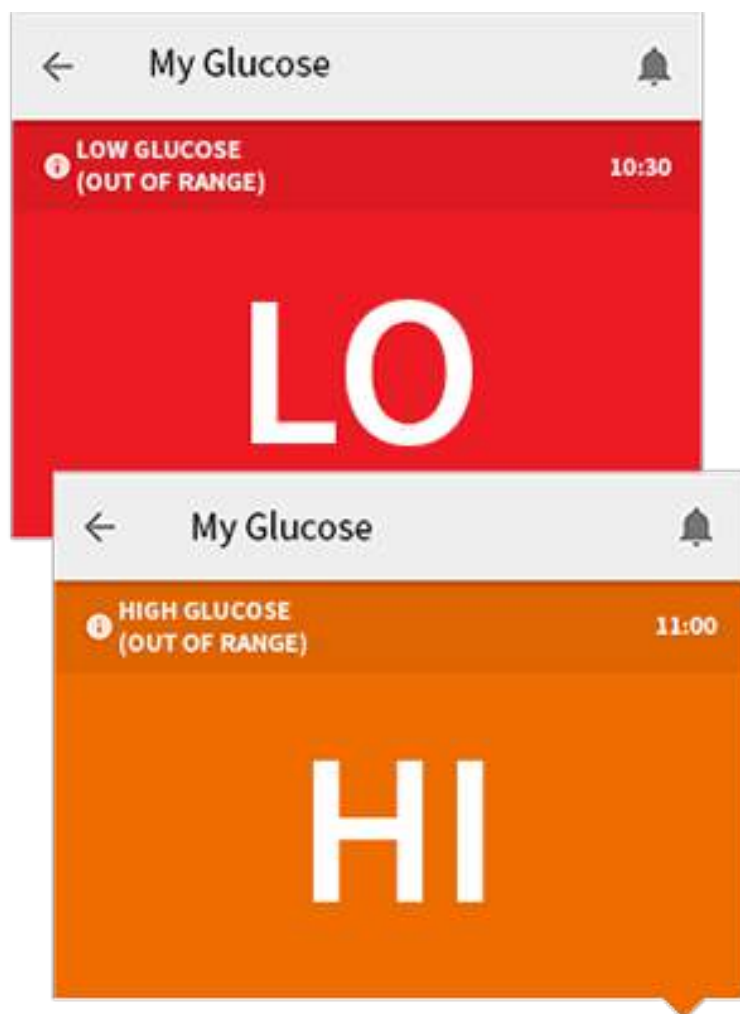 My Glucose
LOW GLUCOSE
(OUT OF RANGE)
10:30
LO
My Glucose
HIGH GLUCOSE
(OUT OF RANGE)
11:00
HI